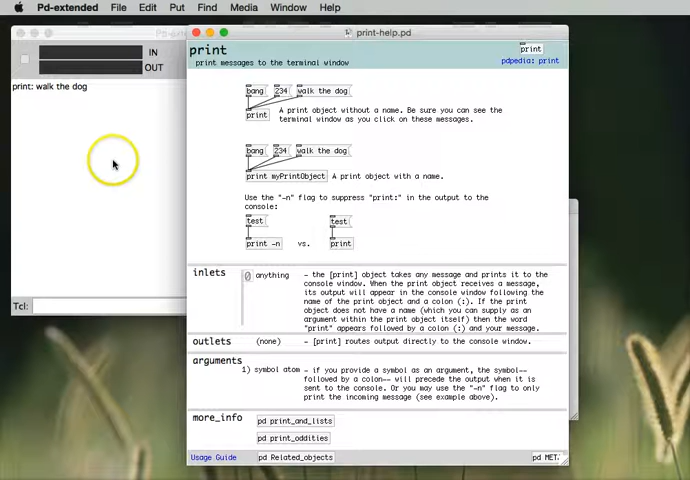 Pd-extended File Edit Put Find Media Window Help
print-help.pd
IN
OUT
print: walk the dog
Tcl:
print
print messages to the terminal window
print
pdpedia: print
bang 234 walk the dog
print
A print object without a name. Be sure you can see the
terminal window as you click on these messages.
bang 234 walk the dog
print myPrintObject A print object with a name.
Use the "-n" flag to suppress "print:" in the output to the
console:
test test
print -n vs. print
inlets 0 anything - the [print] object takes any message and prints it to the
console window. When the print object receives a message,
its output will appear in the console window following the
name of the print object and a colon (:). If the print
object does not have a name (which you can supply as an
argument within the print object itself) then the word
"print" appears followed by a colon (:) and your message.
outlets (none) - [print] routes output directly to the console window.
arguments
1) symbol atom - if you provide a symbol as an argument, the symbol--
followed by a colon-- will precede the output when it is
sent to the console. Or you may use the "-n" flag to only
print the incoming message (see example above).
more_info pd print_and_lists
pd print_oddities
Usage Guide pd Related_objects pd MET